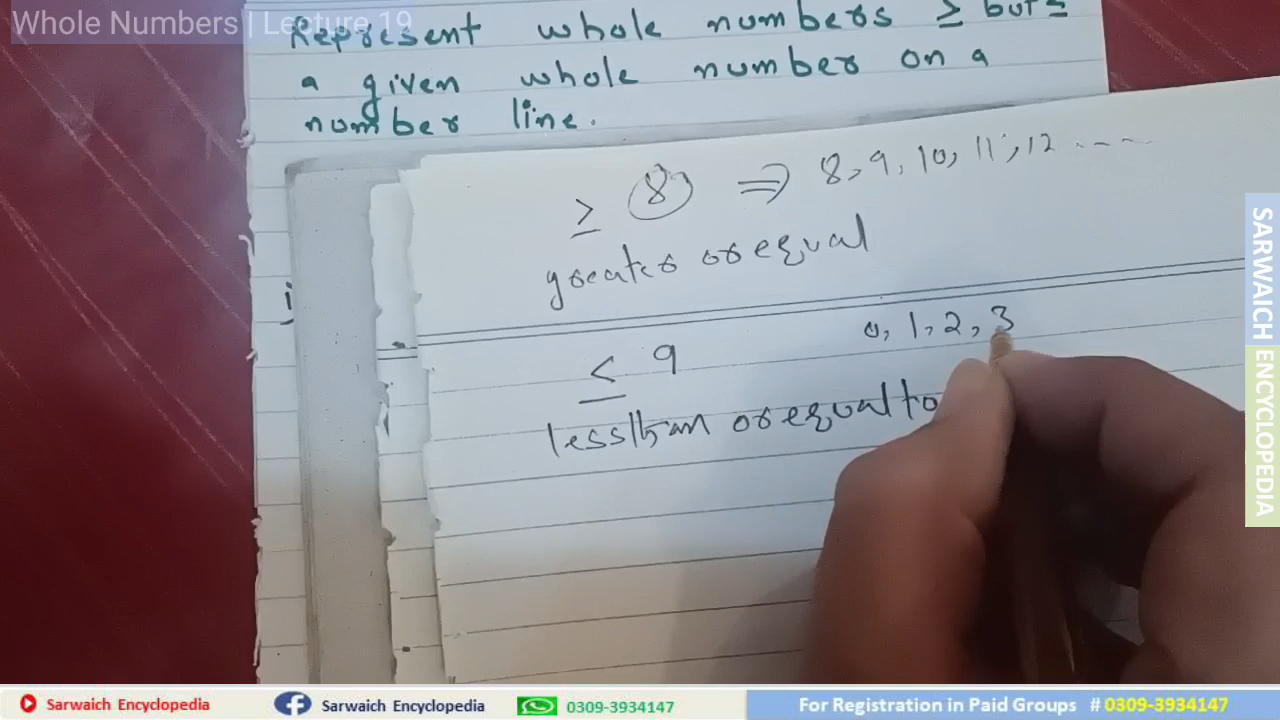 Whole Numbers | Lecture 19
Represent whole numbers ≥ but ≤
a given whole number on a
number line.
≥ 8 ⇒ 8, 9, 10, 11, 12 ....
greater or equal
≤ 9 0, 1, 2, 3
less than or equal to
SARWAICH ENCYCLOPEDIA
Sarwaich Encyclopedia Sarwaich Encyclopedia 0309-3934147 For Registration in Paid Groups # 0309-3934147